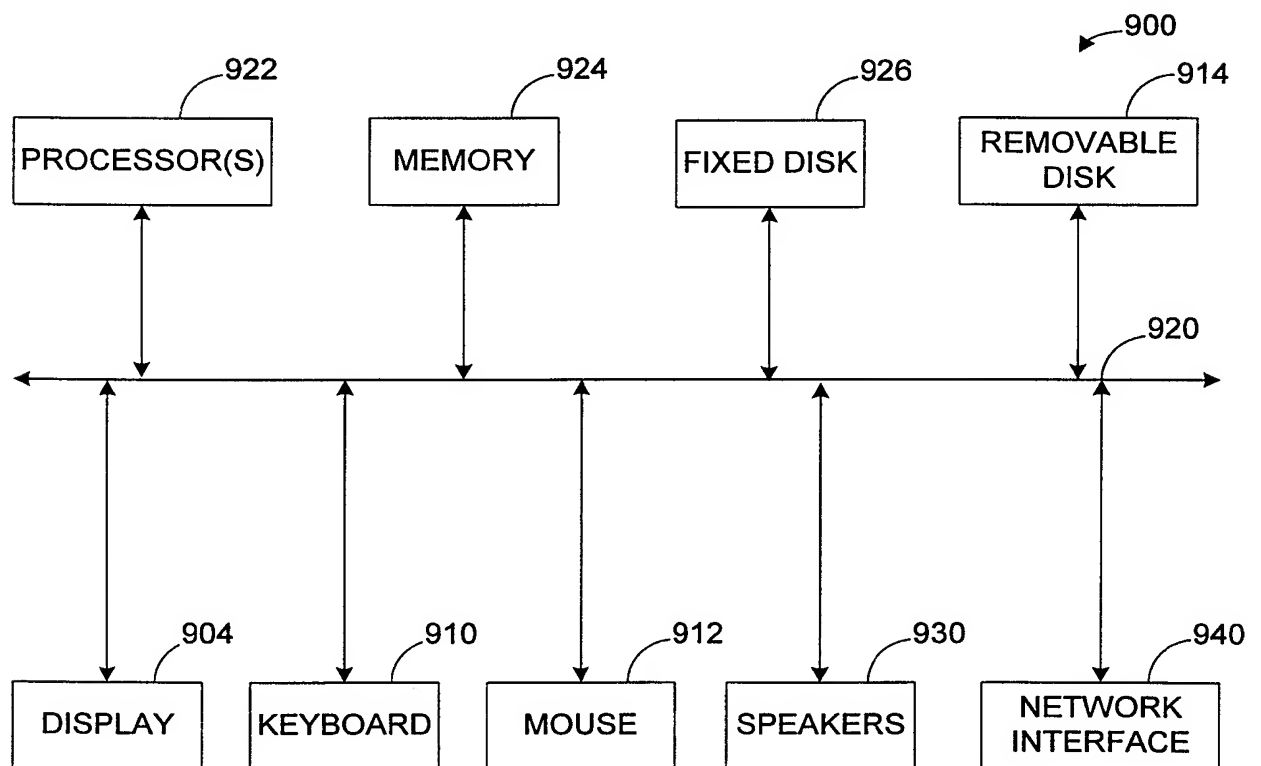 900
922
924
926
914
PROCESSOR(S)
MEMORY
FIXED DISK
REMOVABLE
DISK
920
904
910
912
930
940
DISPLAY
KEYBOARD
MOUSE
SPEAKERS
NETWORK
INTERFACE